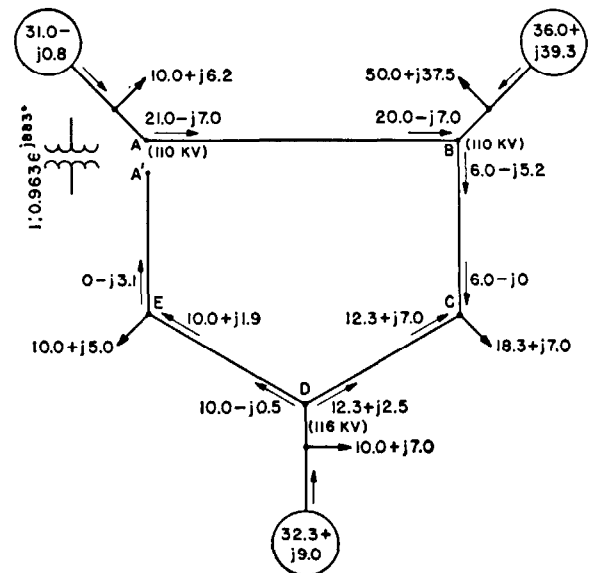 31.0-
j0.8
10.0+j6.2
36.0+
j39.3
50.0+j37.5
21.0-j7.0
20.0-j7.0
A
(110 KV)
B
(110 KV)
A'
1:0.963ε^j8.83°
6.0-j5.2
0-j3.1
6.0-j0
E
10.0+j1.9
12.3+j7.0
C
10.0+j5.0
18.3+j7.0
D
10.0-j0.5
12.3+j2.5
(116 KV)
10.0+j7.0
32.3+
j9.0